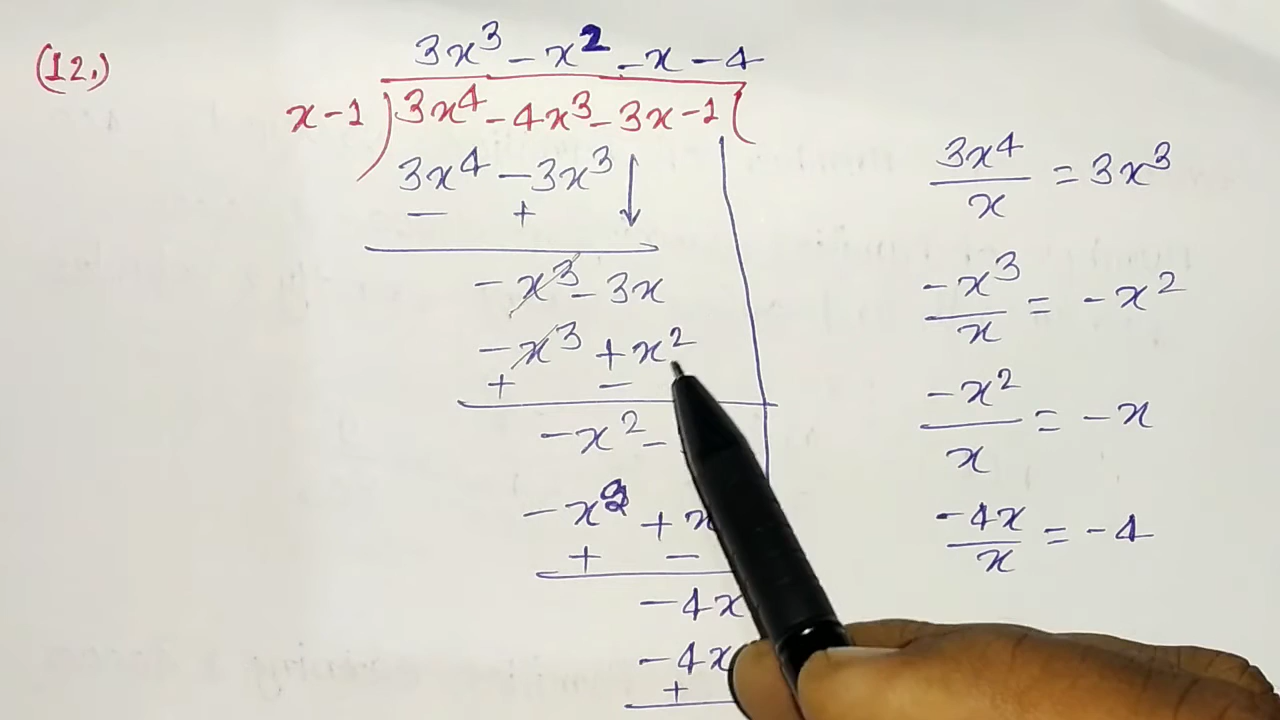 (12.)
3x³ - x² - x - 4
x-1) 3x⁴ - 4x³ - 3x - 1 (
3x⁴ - 3x³
- +
-x³ - 3x
-x³ + x²
+ -
-x² -
-x² + x
+ -
-4x
-4x
+
3x⁴/x = 3x³
-x³/x = -x²
-x²/x = -x
-4x/x = -4